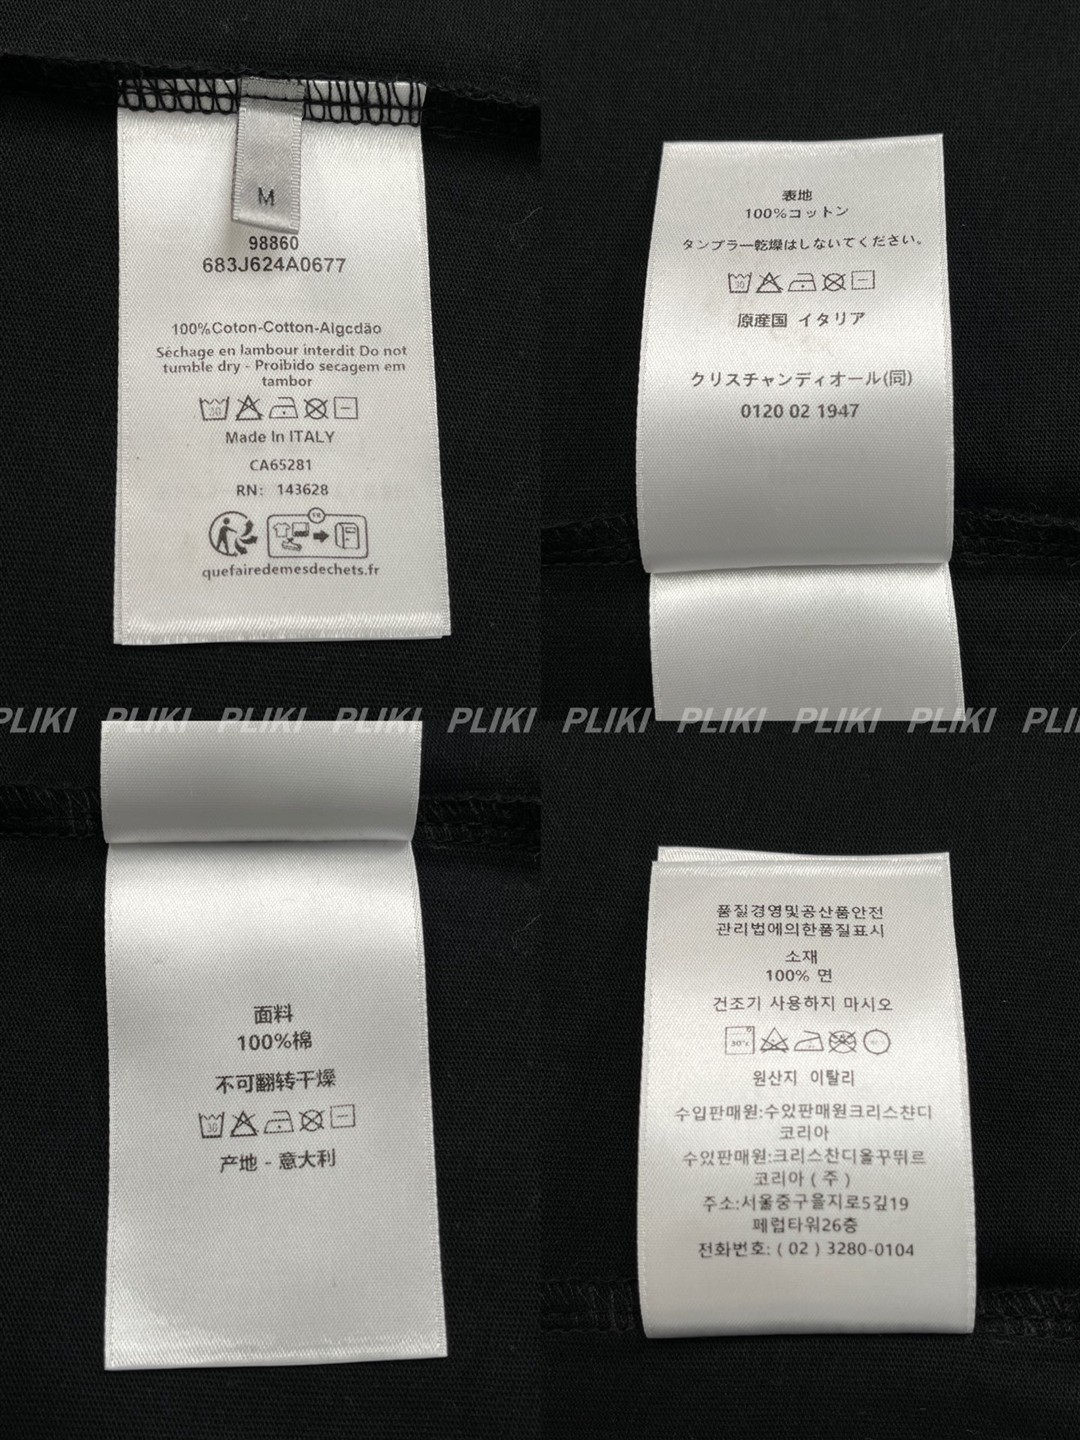 M
98860
683J624A0677
100%Coton-Cotton-Algcdão
Séchage en lambour interdit Do not
tumble dry - Proibido secagem em
tambor
30
Made In ITALY
CA65281
RN: 143628
FR
quefairedemesdechets.fr
表地
100%コットン
タンブラー乾燥はしないてください。
30
原産国 イタリア
クリスチャンディオール(同)
0120 02 1947
PLIKI PLIKI PLIKI PLIKI PLIKI PLIKI PLIKI PLIKI PLIKI PLI
面料
100%棉
不可翻转干燥
30
产地 - 意大利
품질경영및공산품안전
관리법에의한품질표시
소재
100% 면
건조기 사용하지 마시오
30°c
원산지 이탈리
수입판매원:수있판매원크리스챤디
코리아
수있판매원:크리스찬디올꾸뛰르
코리아 ( 주 )
주소:서울중구을지로5깊19
페럽타워26층
전화번호: ( 02 ) 3280-0104